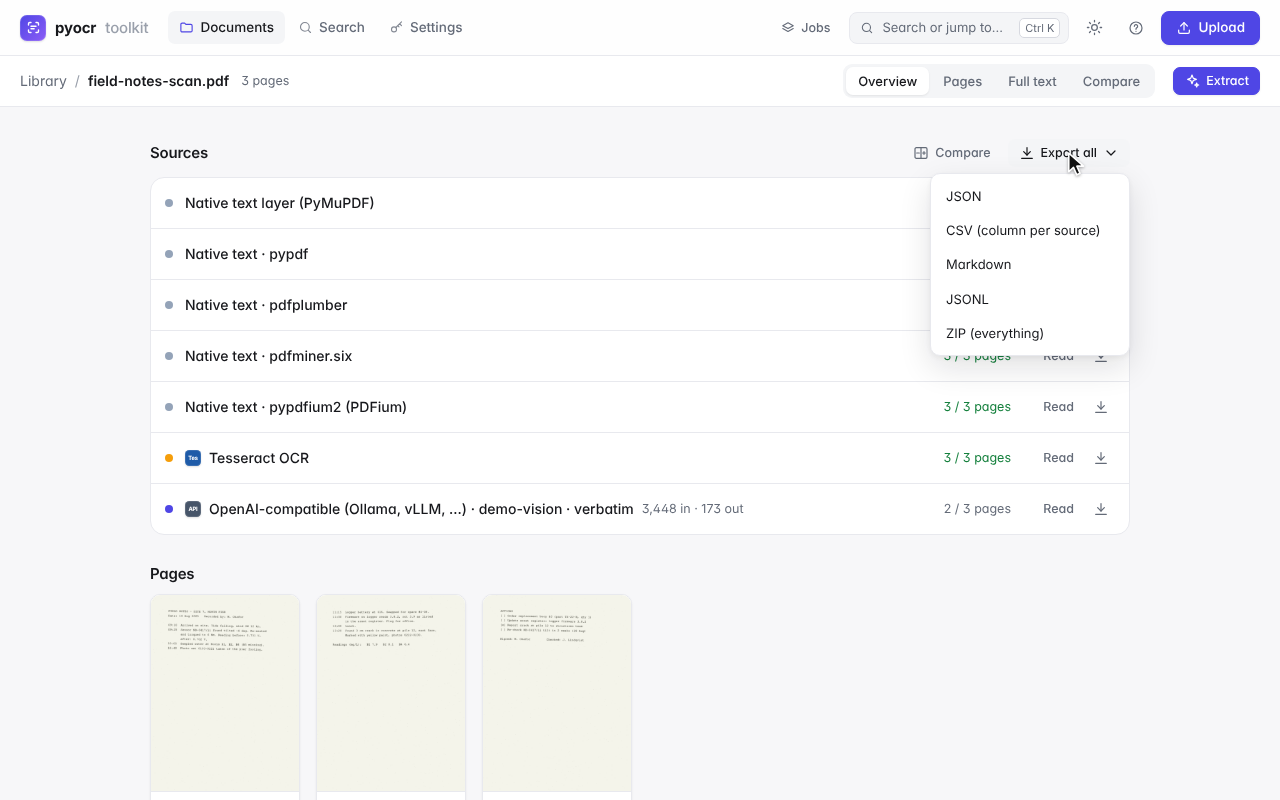 pyocr toolkit
Documents
Search
Settings
Jobs
Search or jump to...
Ctrl K
Upload
Library / field-notes-scan.pdf 3 pages
Overview
Pages
Full text
Compare
Extract
Sources
Compare
Export all
JSON
CSV (column per source)
Markdown
JSONL
ZIP (everything)
Native text layer (PyMuPDF)
Native text · pypdf
Native text · pdfplumber
Native text · pdfminer.six
3 / 3 pages Read
Native text · pypdfium2 (PDFium)
3 / 3 pages Read
Tes Tesseract OCR
3 / 3 pages Read
API OpenAI-compatible (Ollama, vLLM, ...) · demo-vision · verbatim 3,448 in · 173 out
2 / 3 pages Read
Pages